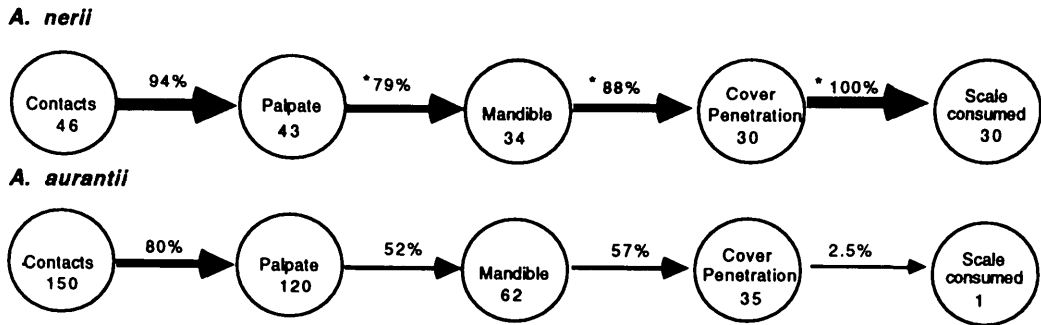 A. nerii
94%
*79%
*88%
*100%
Contacts
46
Palpate
43
Mandible
34
Cover
Penetration
30
Scale
consumed
30
A. aurantii
80%
52%
57%
2.5%
Contacts
150
Palpate
120
Mandible
62
Cover
Penetration
35
Scale
consumed
1